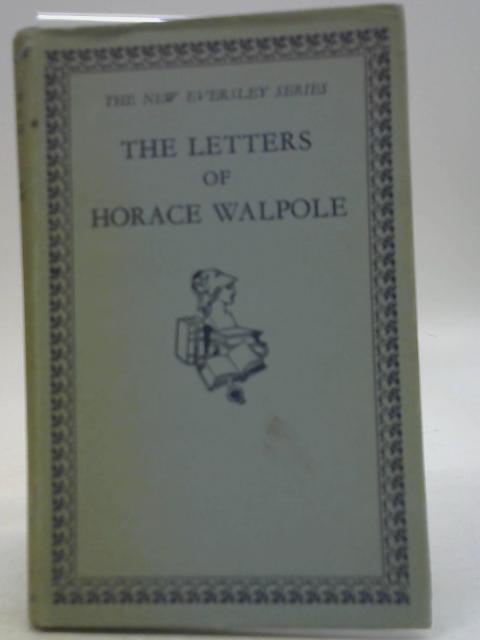 THE NEW EVERSLEY SERIES
THE LETTERS
OF
HORACE WALPOLE